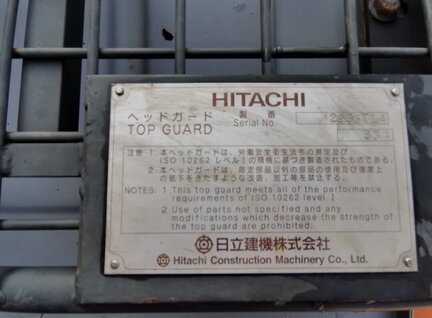 HITACHI
ヘッドガード 製番
TOP GUARD Serial No.
注意 1.本ヘッドガードは、労働安全衛生法令の規定及び
ISO 10262 レベルⅠの規格に基づき製造されたものである。
2.本ヘッドガードは、指定部品以外の部品の使用及び強度上
の低下をきたすような改造、加工等を禁止する。
NOTES: 1.This top guard meets all of the performance
requirements of ISO 10262 level Ⅰ.
2.Use of parts not specified and any
modifications which decrease the strength of
the top guard are prohibited.
日立建機株式会社
Hitachi Construction Machinery Co., Ltd.